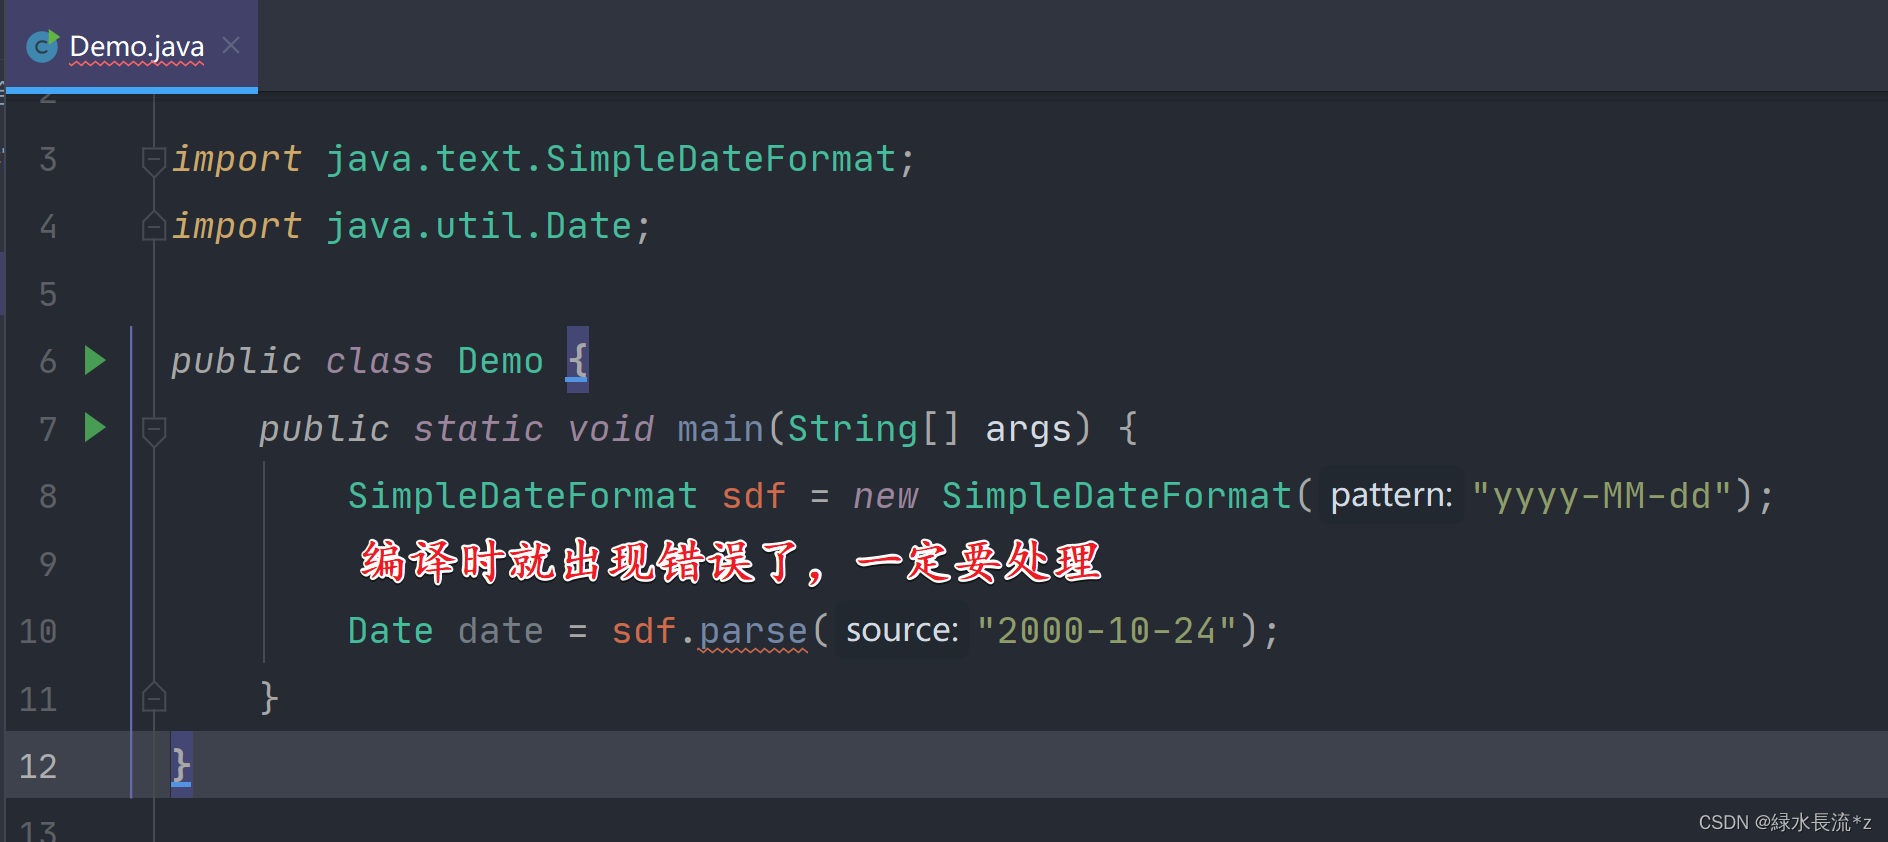 Demo.java
2
3 import java.text.SimpleDateFormat;
4 import java.util.Date;
5
6 public class Demo {
7 public static void main(String[] args) {
8 SimpleDateFormat sdf = new SimpleDateFormat( pattern: "yyyy-MM-dd");
9 编译时就出现错误了，一定要处理
10 Date date = sdf.parse( source: "2000-10-24");
11 }
12 }
13
CSDN @緑水長流*z